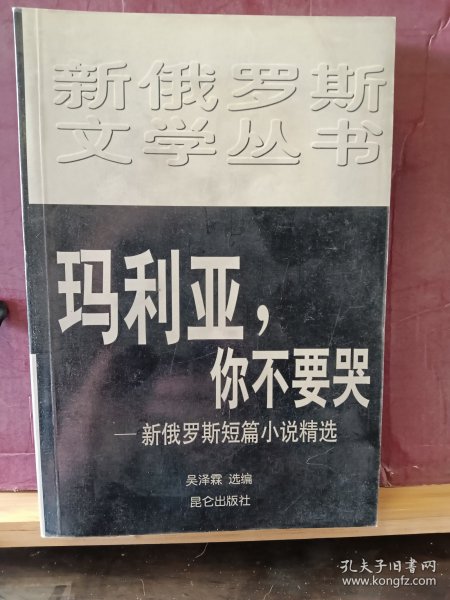 新俄罗斯
文学丛书
玛利亚，
你不要哭
—新俄罗斯短篇小说精选
吴泽霖 选编
昆仑出版社
孔夫子旧书网
www.kongfz.com